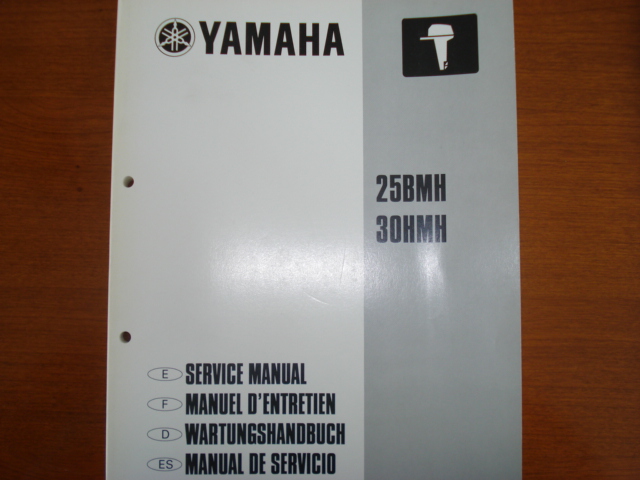 YAMAHA
25BMH
30HMH
E SERVICE MANUAL
F MANUEL D'ENTRETIEN
D WARTUNGSHANDBUCH
ES MANUAL DE SERVICIO